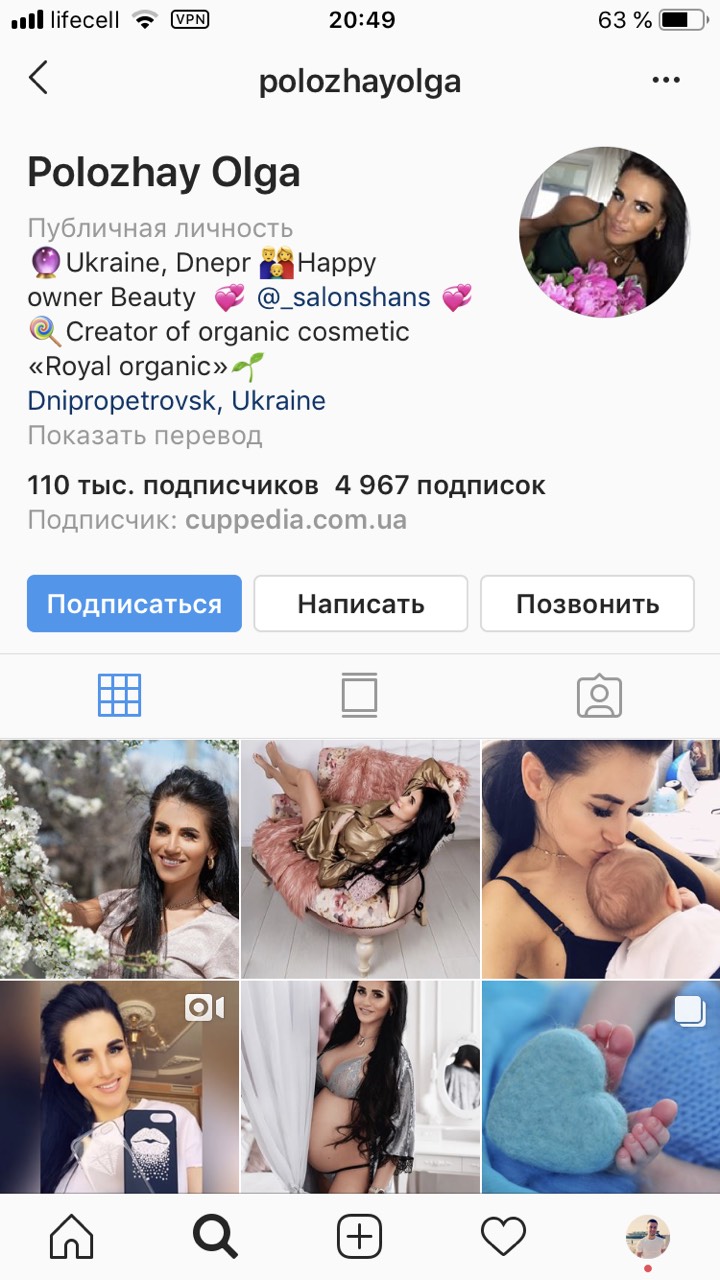 lifecell VPN 20:49 63 %
polozhayolga
Polozhay Olga
Публичная личность
🔮Ukraine, Dnepr 👨‍👩‍👦Happy
owner Beauty 💞 @_salonshans 💞
🍭Creator of organic cosmetic
«Royal organic»🌱
Dnipropetrovsk, Ukraine
Показать перевод
110 тыс. подписчиков 4 967 подписок
Подписчик: cuppedia.com.ua
Подписаться Написать Позвонить